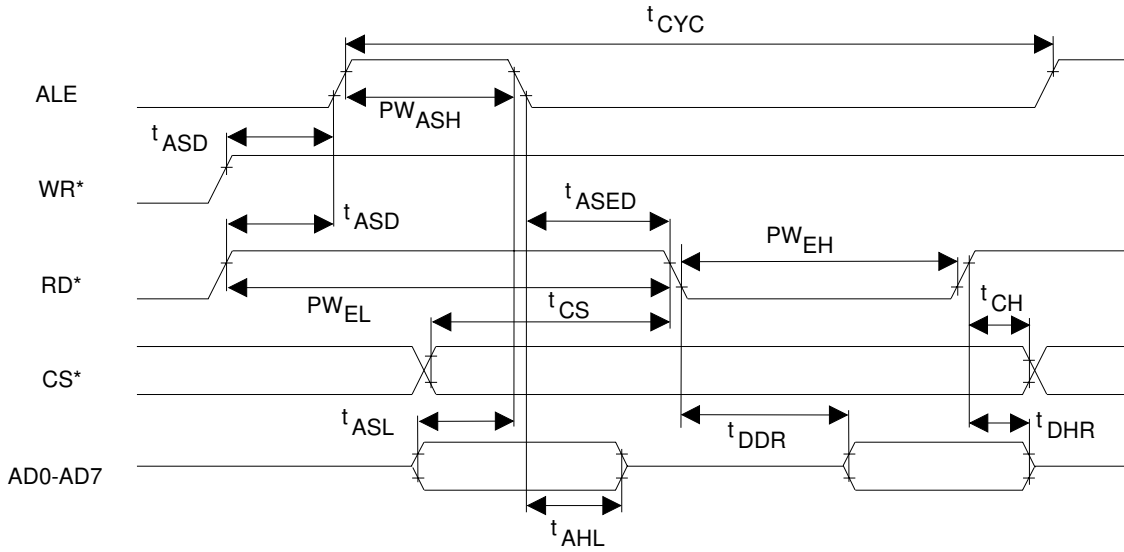 tCYC
ALE
PWASH
tASD
WR*
tASED
tASD
PWEH
RD*
PWEL
tCS
tCH
CS*
tASL
tDDR
tDHR
AD0-AD7
tAHL